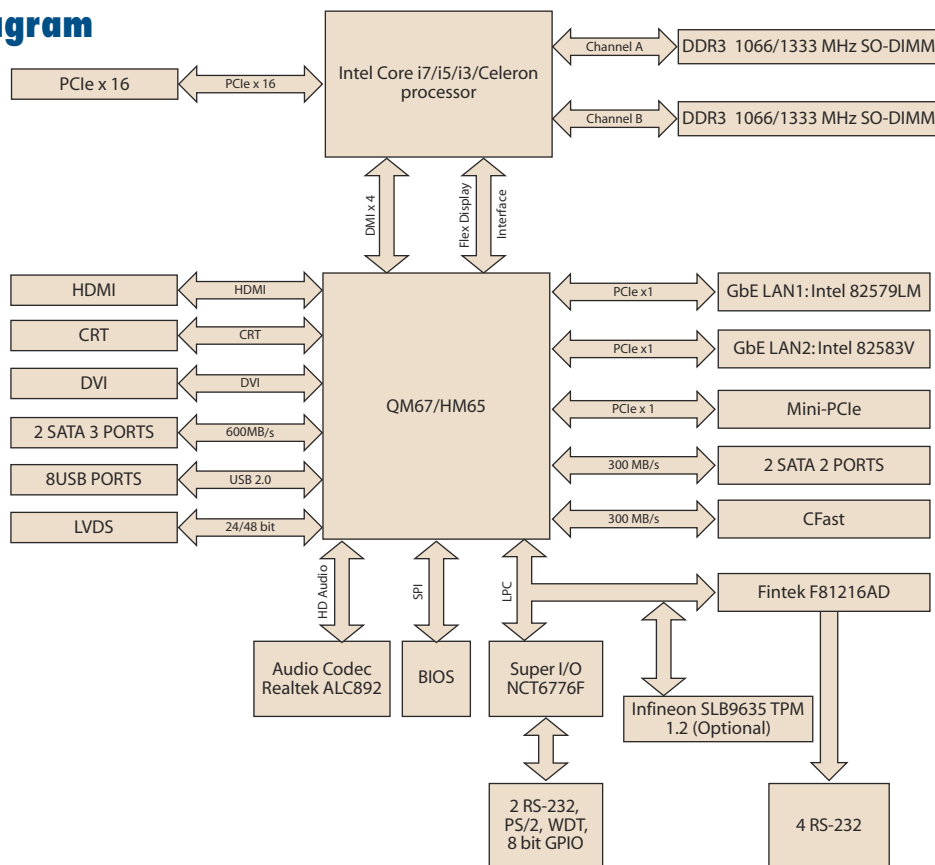 agram
Intel Core i7/i5/i3/Celeron
processor
PCIe x 16
PCIe x 16
Channel A
DDR3 1066/1333 MHz SO-DIMM
Channel B
DDR3 1066/1333 MHz SO-DIMM
DMI x 4
Flex Display
Interface
QM67/HM65
HDMI
HDMI
CRT
CRT
DVI
DVI
2 SATA 3 PORTS
600MB/s
8USB PORTS
USB 2.0
LVDS
24/48 bit
PCIe x1
GbE LAN1: Intel 82579LM
PCIe x1
GbE LAN2: Intel 82583V
PCIe x 1
Mini-PCIe
300 MB/s
2 SATA 2 PORTS
300 MB/s
CFast
HD Audio
SPI
LPC
Fintek F81216AD
Audio Codec
Realtek ALC892
BIOS
Super I/O
NCT6776F
Infineon SLB9635 TPM
1.2 (Optional)
2 RS-232,
PS/2, WDT,
8 bit GPIO
4 RS-232